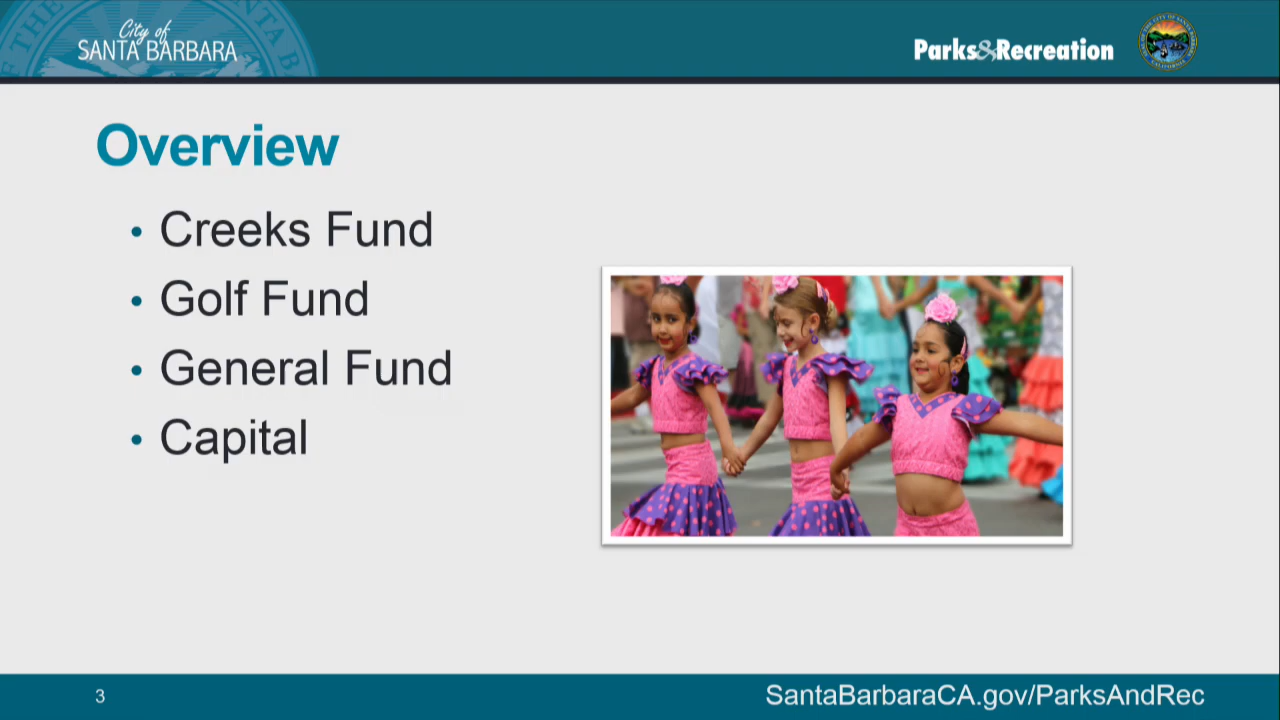 City of
SANTA BARBARA
Parks&Recreation
Overview
• Creeks Fund
• Golf Fund
• General Fund
• Capital
3
SantaBarbaraCA.gov/ParksAndRec